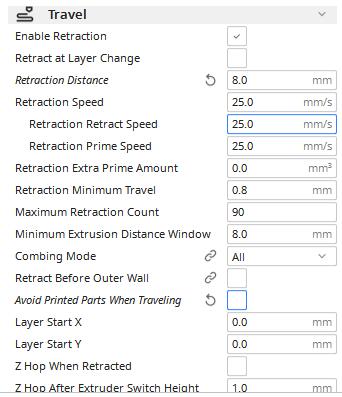 Travel
Enable Retraction
Retract at Layer Change
Retraction Distance 8.0 mm
Retraction Speed 25.0 mm/s
Retraction Retract Speed 25.0 mm/s
Retraction Prime Speed 25.0 mm/s
Retraction Extra Prime Amount 0.0 mm³
Retraction Minimum Travel 0.8 mm
Maximum Retraction Count 90
Minimum Extrusion Distance Window 8.0 mm
Combing Mode All
Retract Before Outer Wall
Avoid Printed Parts When Traveling
Layer Start X 0.0 mm
Layer Start Y 0.0 mm
Z Hop When Retracted
Z Hop After Extruder Switch Height 1.0 mm